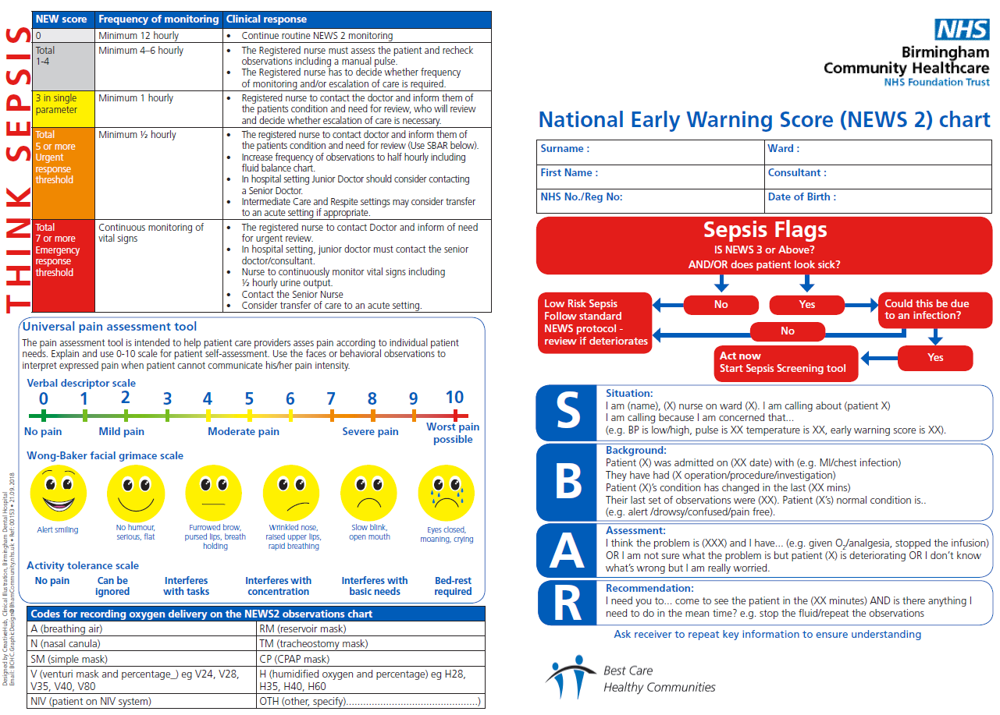 THINK SEPSIS
NEW score
Frequency of monitoring
Clinical response
0
Minimum 12 hourly
• Continue routine NEWS 2 monitoring
Total
1-4
Minimum 4–6 hourly
• The Registered nurse must assess the patient and recheck
observations including a manual pulse.
• The Registered nurse has to decide whether frequency
of monitoring and/or escalation of care is required.
3 in single
parameter
Minimum 1 hourly
• Registered nurse to contact the doctor and inform them of
the patients condition and need for review, who will review
and decide whether escalation of care is necessary.
Total
5 or more
Urgent
response
threshold
Minimum ½ hourly
• The registered nurse to contact doctor and inform them of
the patients condition and need for review (Use SBAR below).
• Increase frequency of observations to half hourly including
fluid balance chart.
• In hospital setting Junior Doctor should consider contacting
a Senior Doctor.
• Intermediate Care and Respite settings may consider transfer
to an acute setting if appropriate.
Total
7 or more
Emergency
response
threshold
Continuous monitoring of
vital signs
• The registered nurse to contact Doctor and inform of need
for urgent review.
• In hospital setting, junior doctor must contact the senior
doctor/consultant.
• Nurse to continuously monitor vital signs including
½ hourly urine output.
• Contact the Senior Nurse
• Consider transfer of care to an acute setting.
Universal pain assessment tool
The pain assessment tool is intended to help patient care providers asses pain according to individual patient
needs. Explain and use 0-10 scale for patient self-assessment. Use the faces or behavioral observations to
interpret expressed pain when patient cannot communicate his/her pain intensity.
Verbal descriptor scale
0 1 2 3 4 5 6 7 8 9 10
No pain
Mild pain
Moderate pain
Severe pain
Worst pain
possible
Wong-Baker facial grimace scale
Alert smiling
No humour,
serious, flat
Furrowed brow,
pursed lips, breath
holding
Wrinkled nose,
raised upper lips,
rapid breathing
Slow blink,
open mouth
Eyes closed,
moaning, crying
Activity tolerance scale
No pain
Can be
ignored
Interferes
with tasks
Interferes with
concentration
Interferes with
basic needs
Bed-rest
required
Codes for recording oxygen delivery on the NEWS2 observations chart
A (breathing air)
RM (reservoir mask)
N (nasal canula)
TM (tracheostomy mask)
SM (simple mask)
CP (CPAP mask)
V (venturi mask and percentage_) eg V24, V28,
V35, V40, V80
H (humidified oxygen and percentage) eg H28,
H35, H40, H60
NIV (patient on NIV system)
OTH (other, specify)..............................................)
Designed by CreativeHub, Clinical Illustration, Birmingham Dental Hospital
Email: BCHC.GraphicDesign@BhamCommunity.nhs.uk • Ref: 00153 • 21.09.2018
NHS
Birmingham
Community Healthcare
NHS Foundation Trust
National Early Warning Score (NEWS 2) chart
Surname :
Ward :
First Name :
Consultant :
NHS No./Reg No:
Date of Birth :
Sepsis Flags
IS NEWS 3 or Above?
AND/OR does patient look sick?
Low Risk Sepsis
Follow standard
NEWS protocol -
review if deteriorates
No
Yes
Could this be due
to an infection?
No
Act now
Start Sepsis Screening tool
Yes
S
Situation:
I am (name), (X) nurse on ward (X). I am calling about (patient X)
I am calling because I am concerned that...
(e.g. BP is low/high, pulse is XX temperature is XX, early warning score is XX).
B
Background:
Patient (X) was admitted on (XX date) with (e.g. MI/chest infection)
They have had (X operation/procedure/investigation)
Patient (X)'s condition has changed in the last (XX mins)
Their last set of observations were (XX). Patient (X's) normal condition is..
(e.g. alert /drowsy/confused/pain free).
A
Assessment:
I think the problem is (XXX) and I have... (e.g. given O₂/analgesia, stopped the infusion)
OR I am not sure what the problem is but patient (X) is deteriorating OR I don't know
what's wrong but I am really worried.
R
Recommendation:
I need you to... come to see the patient in the (XX minutes) AND is there anything I
need to do in the mean time? e.g. stop the fluid/repeat the observations
Ask receiver to repeat key information to ensure understanding
Best Care
Healthy Communities